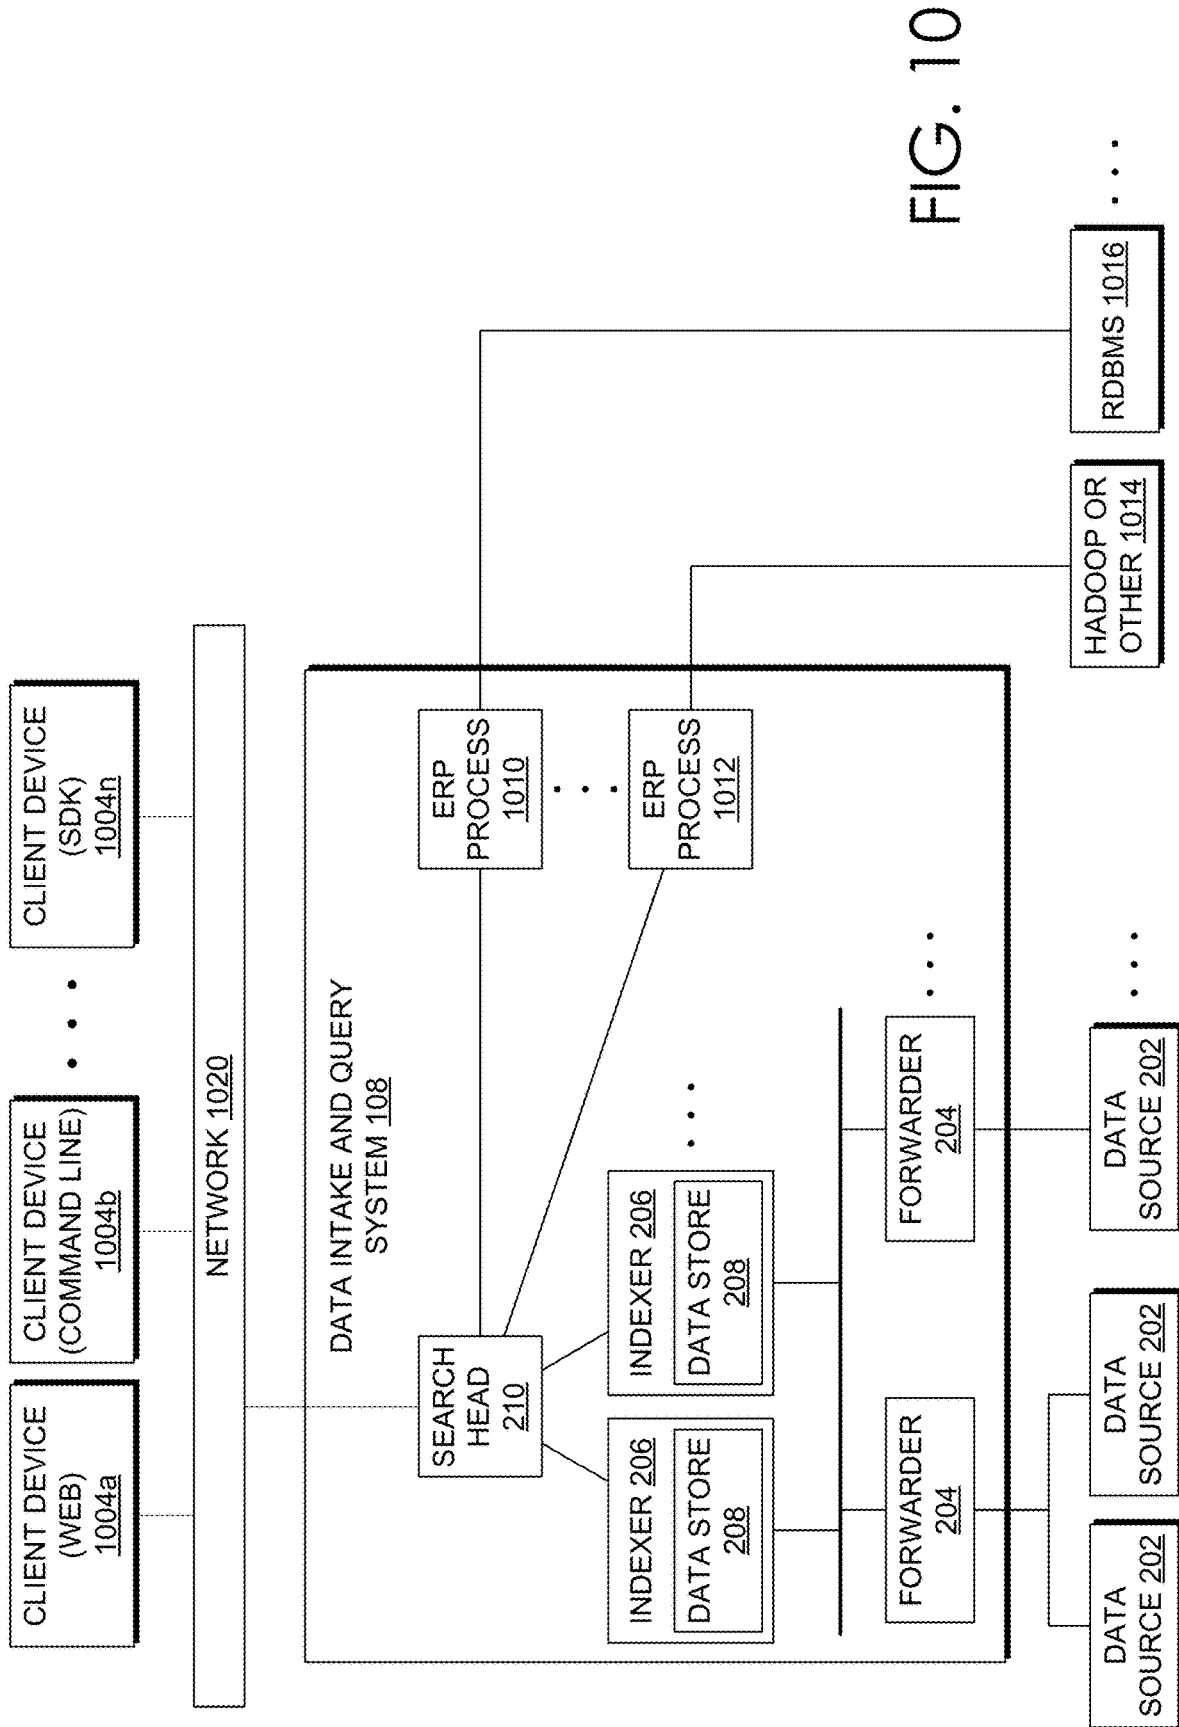 CLIENT DEVICE
(WEB)
1004a
CLIENT DEVICE
(COMMAND LINE)
1004b
. . .
CLIENT DEVICE
(SDK)
1004n
NETWORK 1020
DATA INTAKE AND QUERY
SYSTEM 108
SEARCH
HEAD
210
ERP
PROCESS
1010
. . .
ERP
PROCESS
1012
INDEXER 206
DATA STORE
208
INDEXER 206
DATA STORE
208
. . .
FORWARDER
204
FORWARDER
204
. . .
DATA
SOURCE 202
DATA
SOURCE 202
DATA
SOURCE 202
. . .
HADOOP OR
OTHER 1014
RDBMS 1016
. . .
FIG. 10